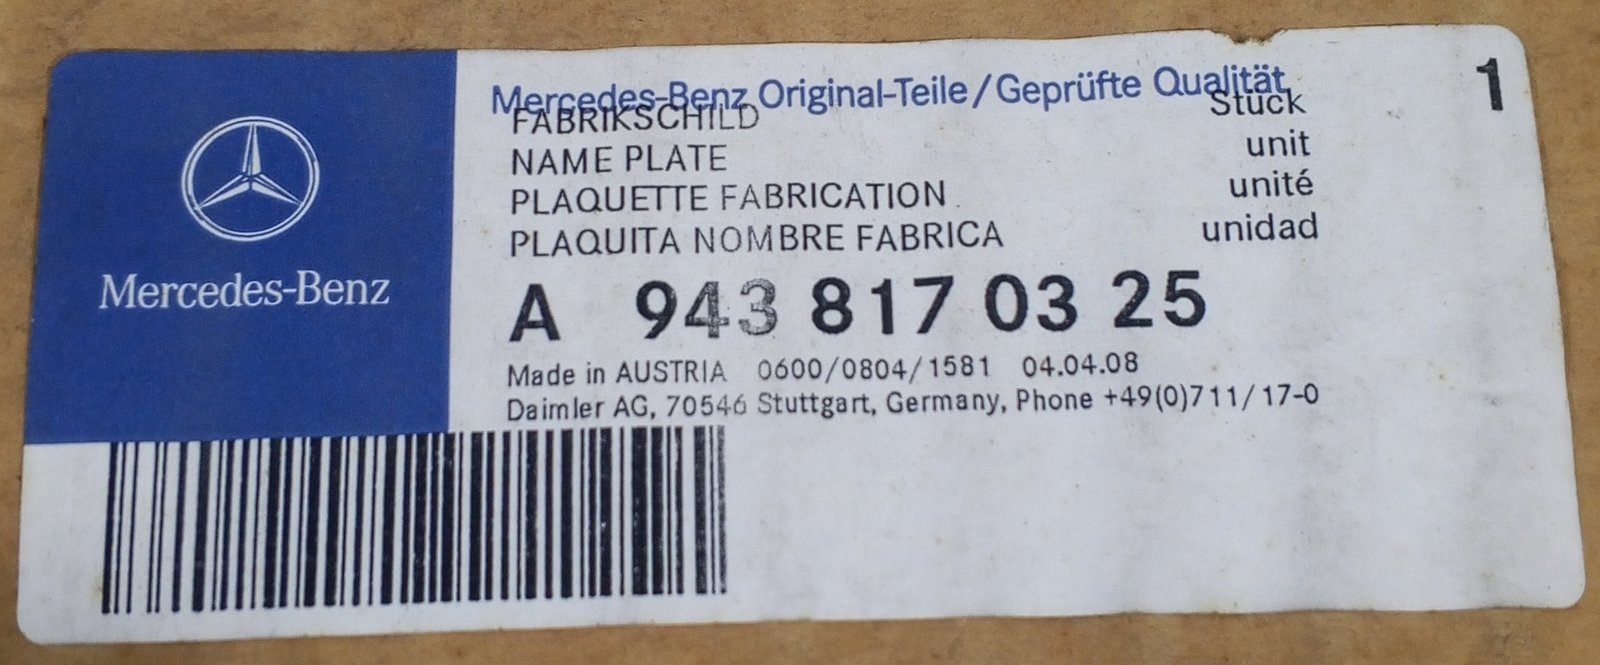 Mercedes-Benz
Mercedes-Benz Original-Teile/Geprüfte Qualität
FABRIKSCHILD Stück 1
NAME PLATE unit
PLAQUETTE FABRICATION unité
PLAQUITA NOMBRE FABRICA unidad
A 943 817 03 25
Made in AUSTRIA 0600/0804/1581 04.04.08
Daimler AG, 70546 Stuttgart, Germany, Phone +49(0)711/17-0